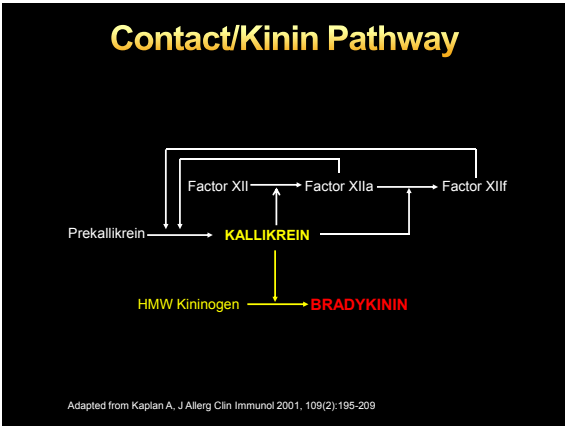 Contact/Kinin Pathway
Factor XII
Factor XIIa
Factor XIIf
Prekallikrein
KALLIKREIN
HMW Kininogen
BRADYKININ
Adapted from Kaplan A, J Allerg Clin Immunol 2001, 109(2):195-209